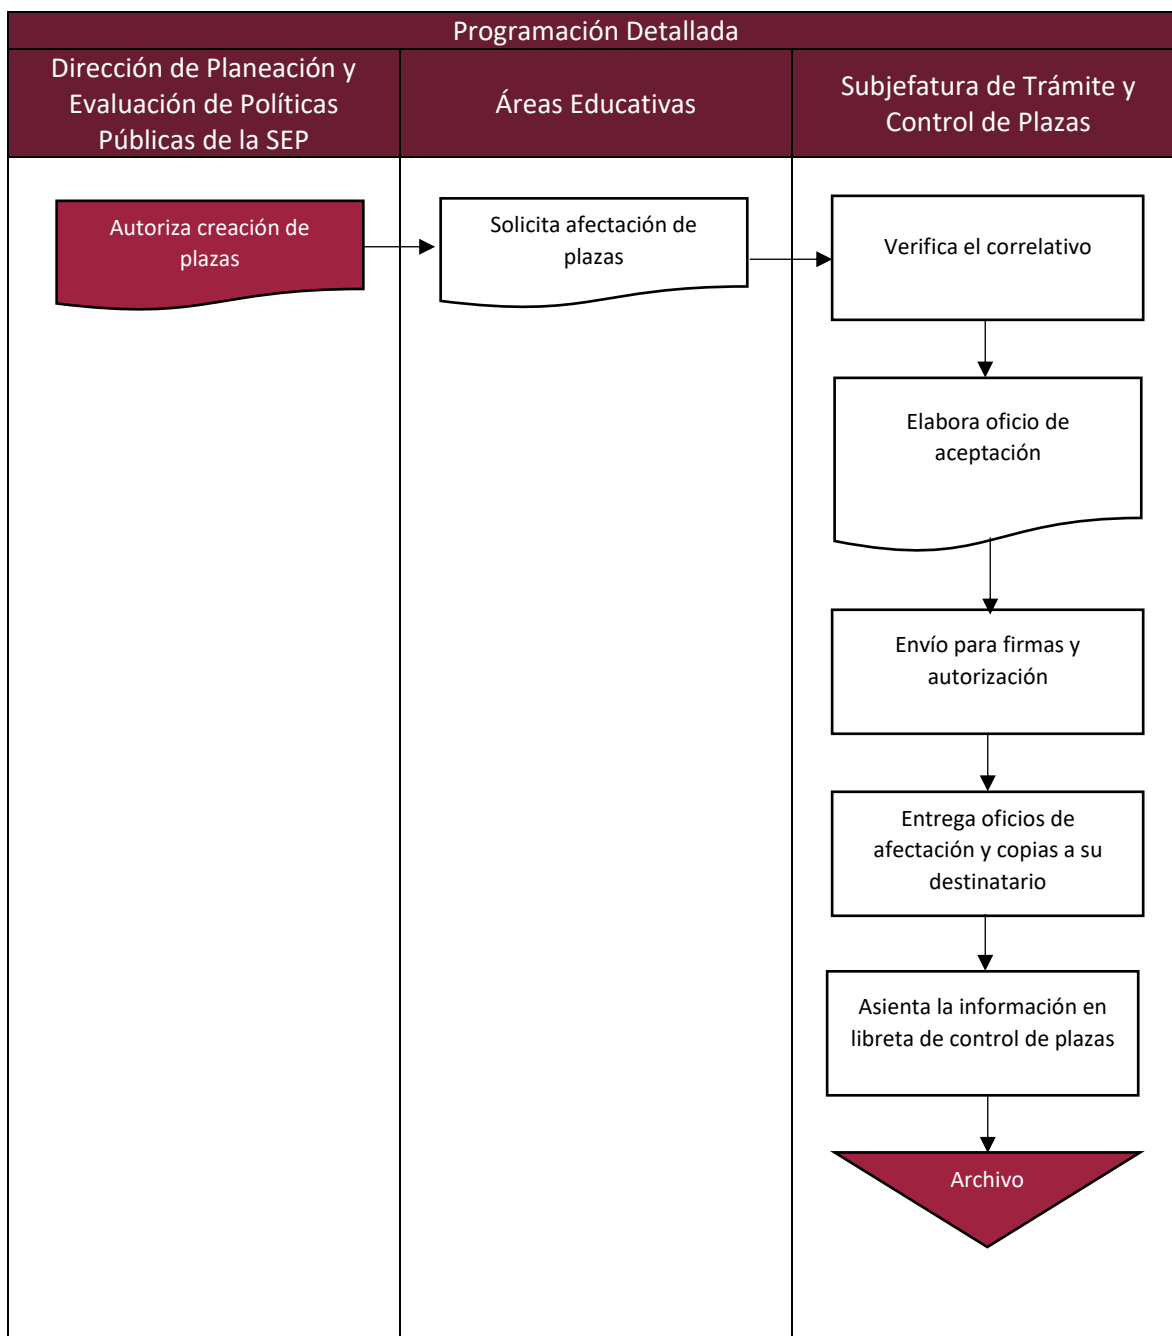 Programación Detallada
Dirección de Planeación y
Evaluación de Políticas
Públicas de la SEP
Áreas Educativas
Subjefatura de Trámite y
Control de Plazas
Autoriza creación de
plazas
Solicita afectación de
plazas
Verifica el correlativo
Elabora oficio de
aceptación
Envío para firmas y
autorización
Entrega oficios de
afectación y copias a su
destinatario
Asienta la información en
libreta de control de plazas
Archivo